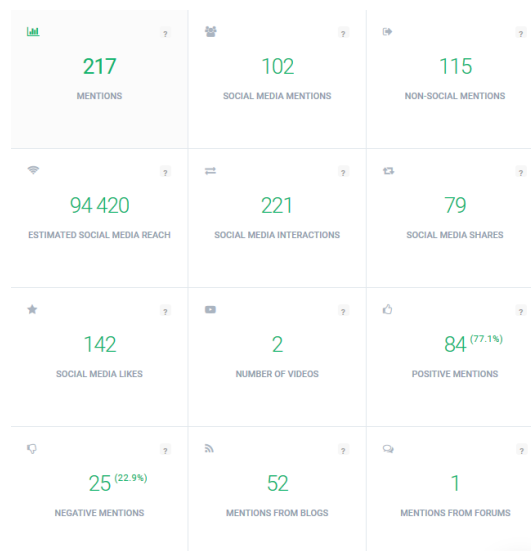 ? ? ?
217 102 115
MENTIONS SOCIAL MEDIA MENTIONS NON-SOCIAL MENTIONS
? ? ?
94 420 221 79
ESTIMATED SOCIAL MEDIA REACH SOCIAL MEDIA INTERACTIONS SOCIAL MEDIA SHARES
? ? ?
142 2 84 (77.1%)
SOCIAL MEDIA LIKES NUMBER OF VIDEOS POSITIVE MENTIONS
? ? ?
25 (22.9%) 52 1
NEGATIVE MENTIONS MENTIONS FROM BLOGS MENTIONS FROM FORUMS